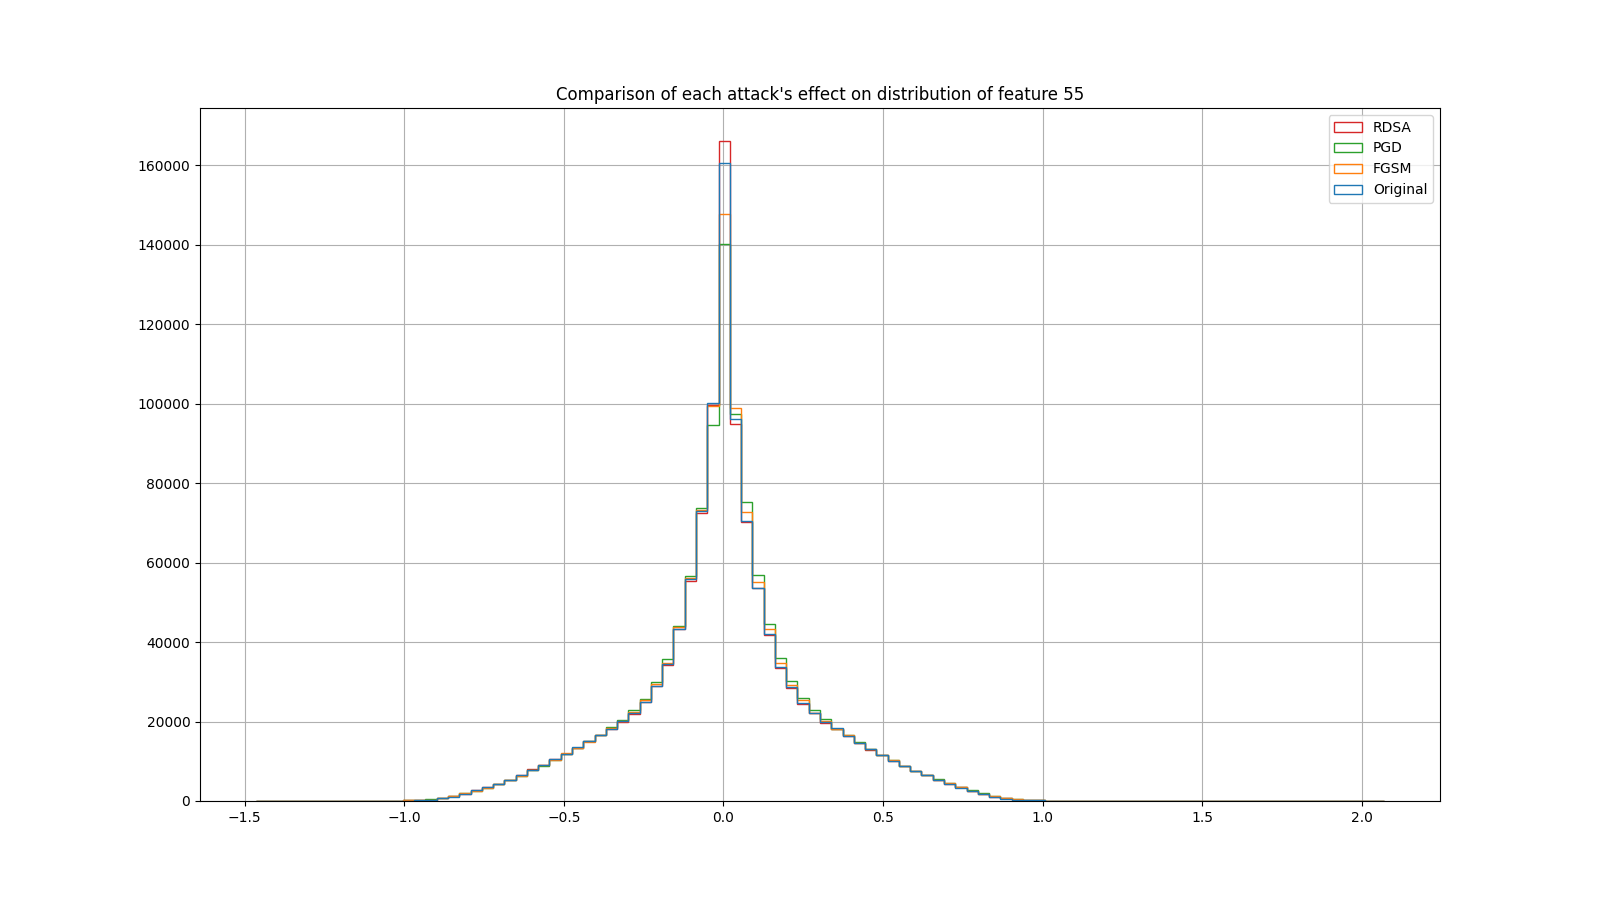 Comparison of each attack's effect on distribution of feature 55
RDSA
PGD
FGSM
Original
160000
140000
120000
100000
80000
60000
40000
20000
0
−1.5 −1.0 −0.5 0.0 0.5 1.0 1.5 2.0